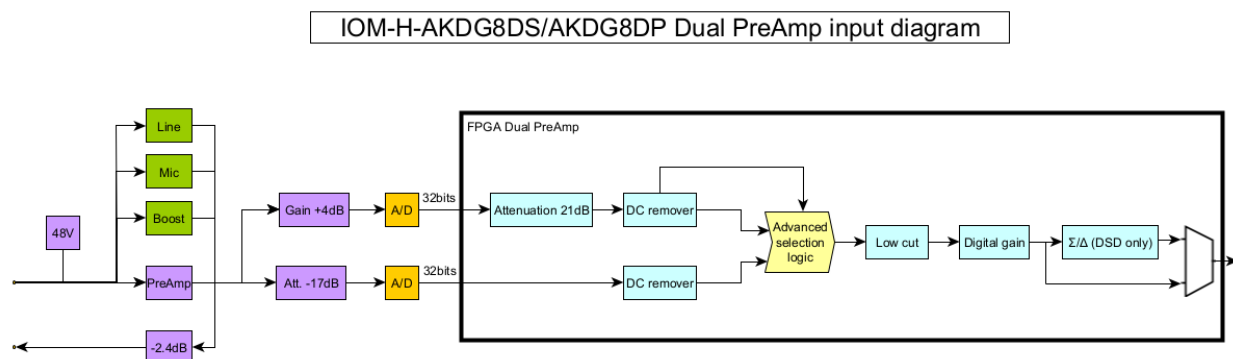 IOM-H-AKDG8DS/AKDG8DP Dual PreAmp input diagram
FPGA Dual PreAmp
Line
Mic
Boost
48V
PreAmp
-2.4dB
Gain +4dB
A/D
32bits
Att. -17dB
A/D
32bits
Attenuation 21dB
DC remover
DC remover
Advanced
selection
logic
Low cut
Digital gain
Σ/Δ (DSD only)